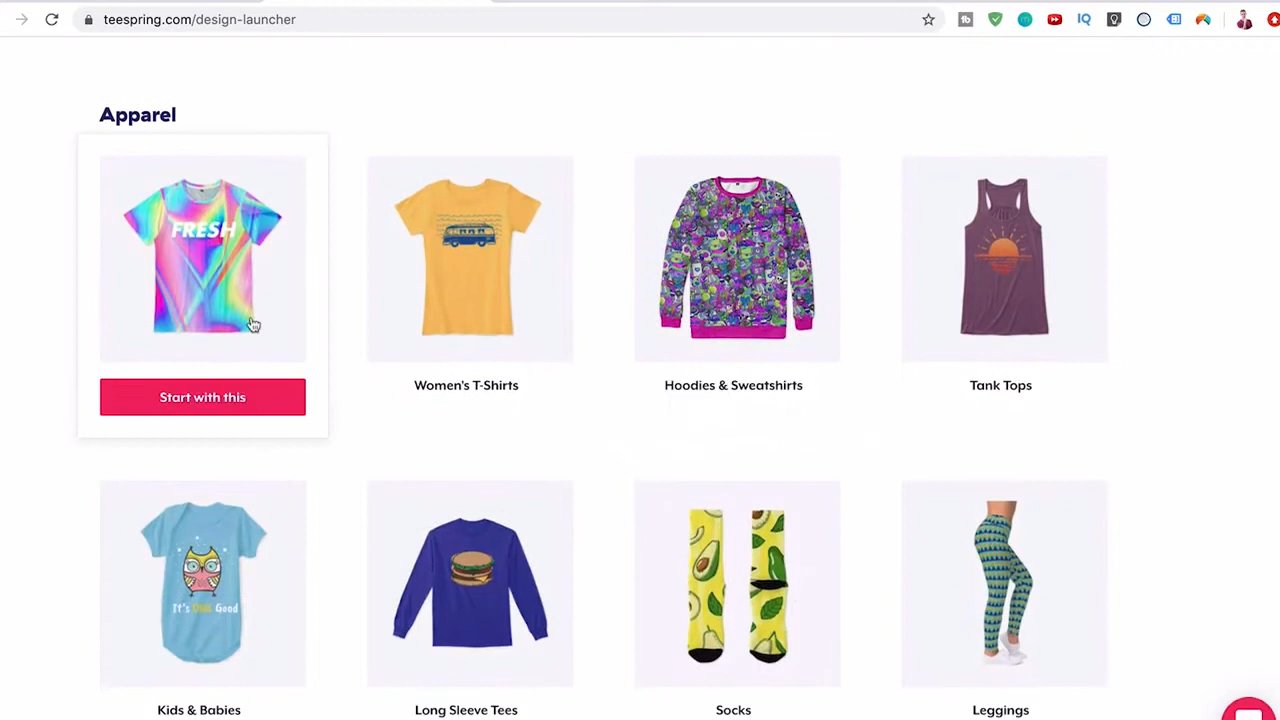 teespring.com/design-launcher
Apparel
FRESH
Start with this
Women's T-Shirts
Hoodies & Sweatshirts
Tank Tops
It's Owl Good
Kids & Babies
Long Sleeve Tees
Socks
Leggings